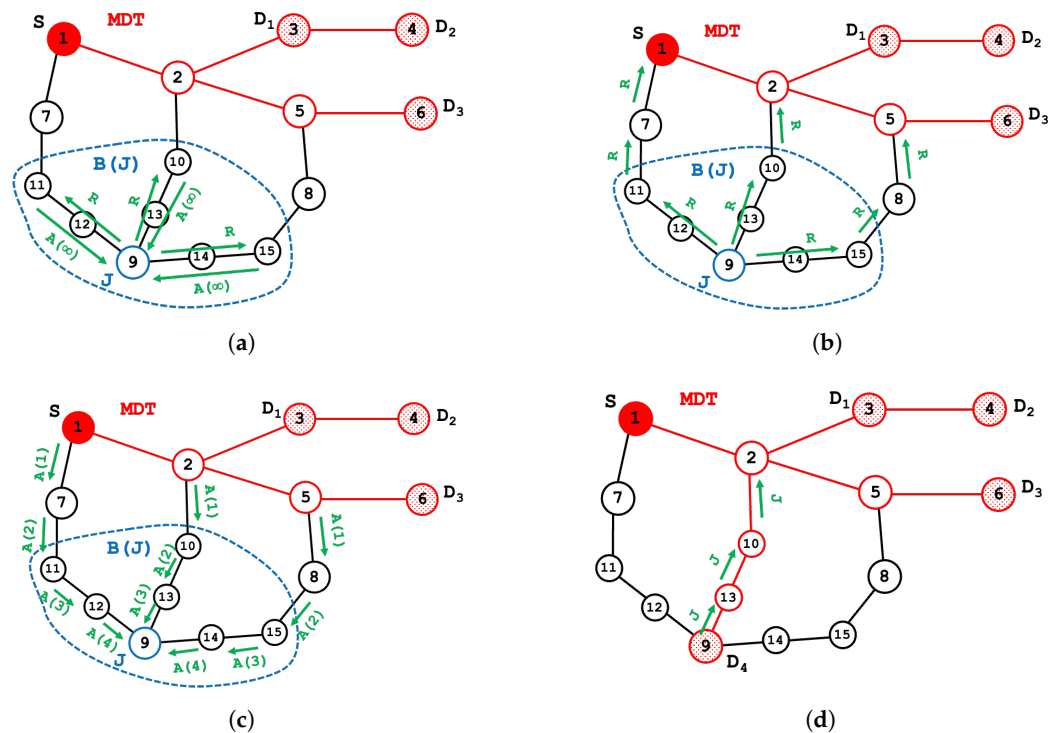 S MDT D1 D2
1 3 4
2
5 6 D3
7
B(J) 10
11 8
R R A(∞)
12 13 R
A(∞) 9 14 15
J A(∞)
(a)
S MDT D1 D2
1 3 4
R 2
5 6 D3
7 R
R B(J) 10 R
11 R R 8
12 13 R R
9 14 15
J
(b)
S MDT D1 D2
1 3 4
A(1) 2
5 6 D3
7 A(1)
A(2) B(J) 10 A(1)
11 A(2) 8
A(3) 12 A(3) 13
A(4) 9 14 15 A(2)
J A(4) A(3)
(c)
S MDT D1 D2
1 3 4
2
5 6 D3
7 J
10
11 J 8
12 J 13
9 14 15
D4
(d)